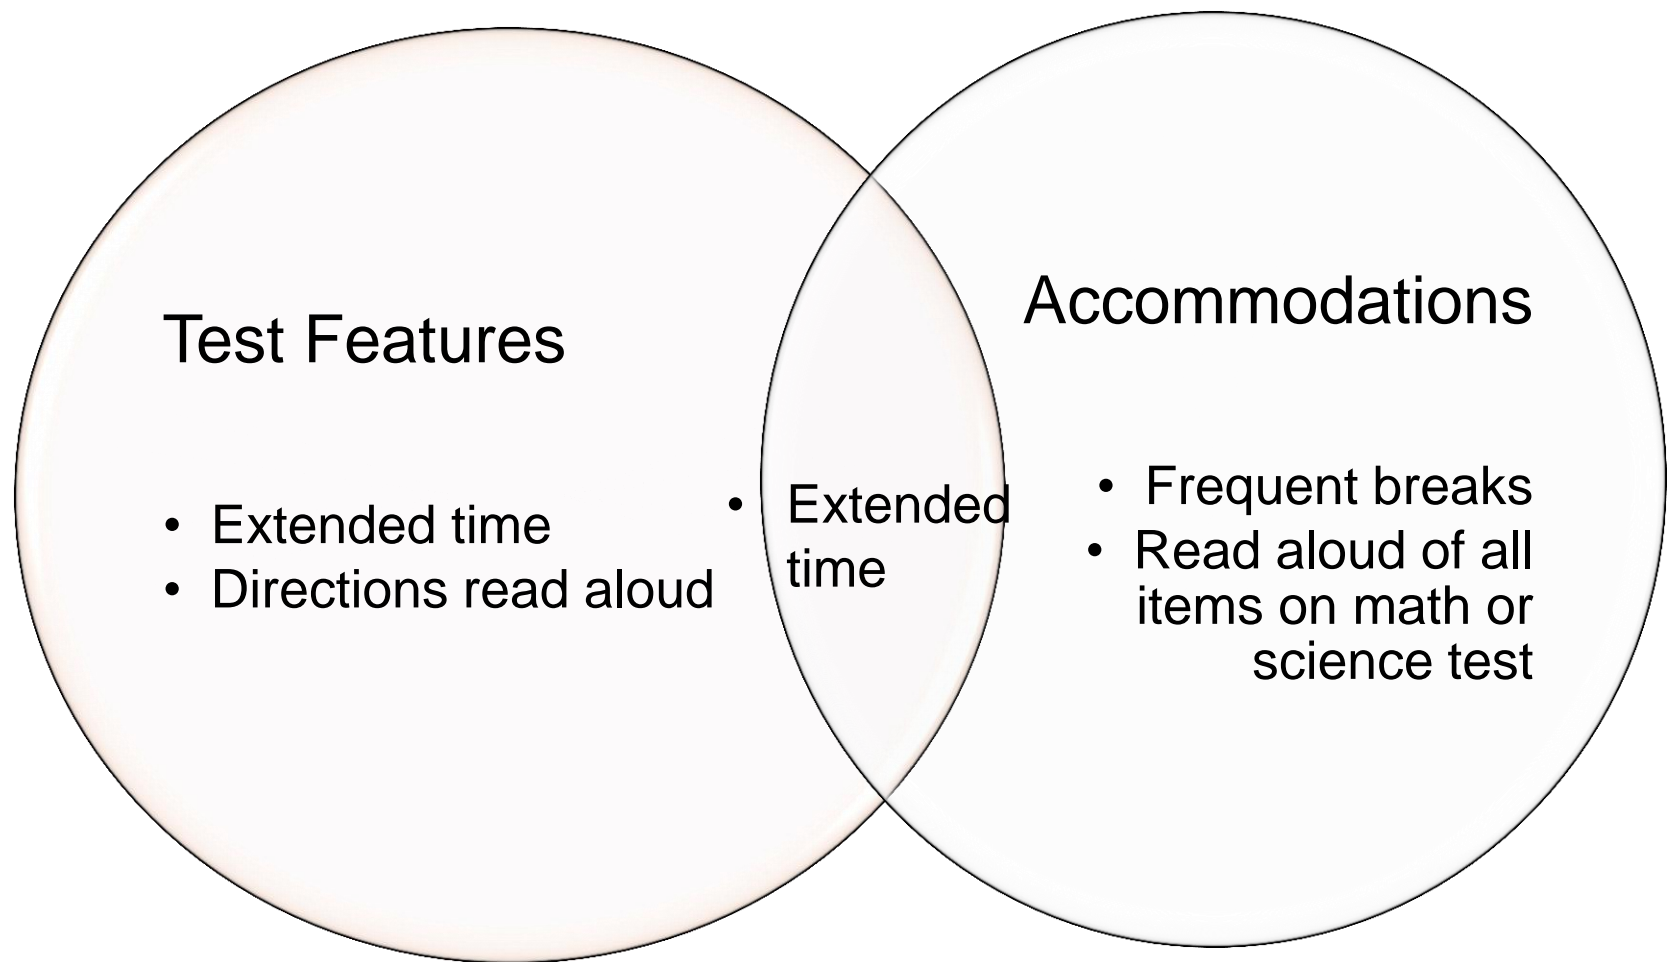 Test Features
• Extended time
• Directions read aloud
• Extended
time
Accommodations
• Frequent breaks
• Read aloud of all
items on math or
science test